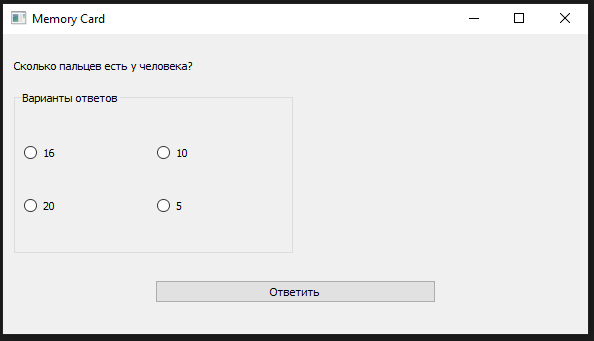 Memory Card
Сколько пальцев есть у человека?
Варианты ответов
16 10
20 5
Ответить